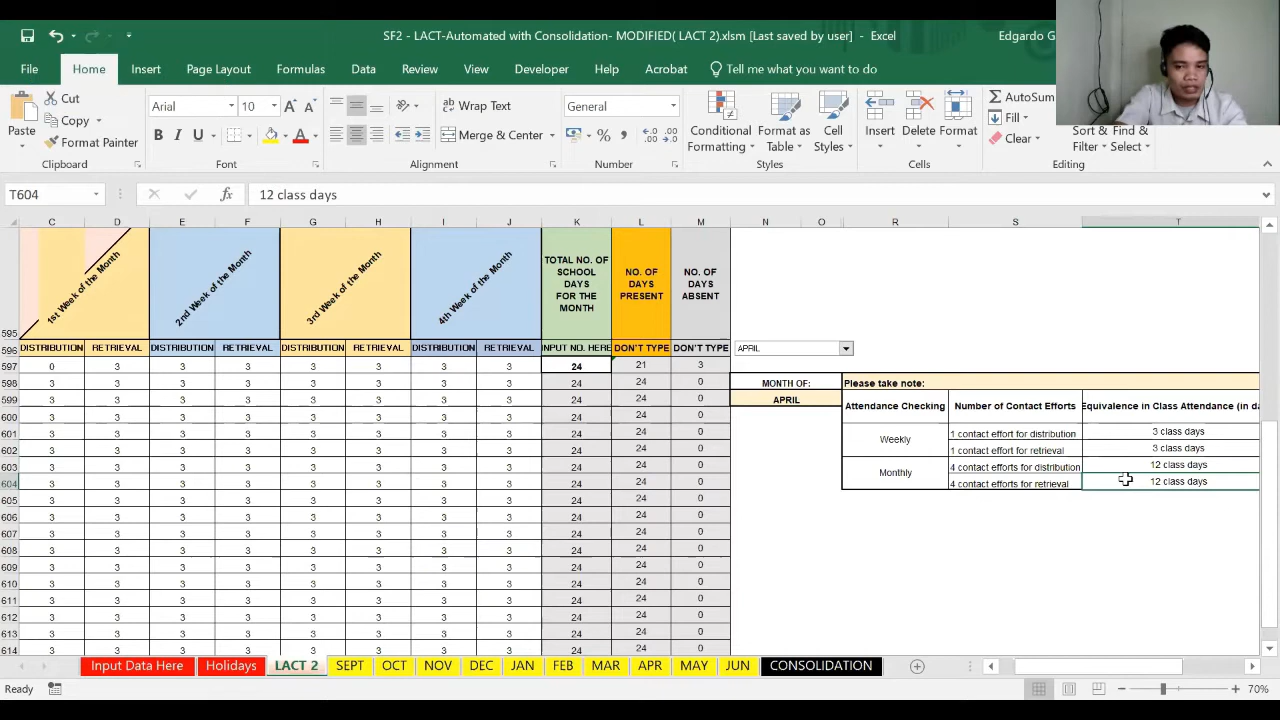 SF2 - LACT-Automated with Consolidation- MODIFIED( LACT 2).xlsm [Last saved by user] - Excel
Edgardo G
File Home Insert Page Layout Formulas Data Review View Developer Help Acrobat Tell me what you want to do
Paste
Cut
Copy
Format Painter
Clipboard
Arial 10
B I U
Font
Wrap Text
Merge & Center
Alignment
General
Number
Conditional Formatting
Format as Table
Cell Styles
Styles
Insert Delete Format
Cells
AutoSum
Fill
Clear
Sort & Find &
Filter Select
Editing
T604 fx 12 class days
C D E F G H I J K L M N O R S T
595 1st Week of the Month 2nd Week of the Month 3rd Week of the Month 4th Week of the Month
TOTAL NO. OF SCHOOL DAYS FOR THE MONTH
NO. OF DAYS PRESENT
NO. OF DAYS ABSENT
596 DISTRIBUTION RETRIEVAL DISTRIBUTION RETRIEVAL DISTRIBUTION RETRIEVAL DISTRIBUTION RETRIEVAL INPUT NO. HERE DON'T TYPE DON'T TYPE APRIL
597 0 3 3 3 3 3 3 3 24 21 3
598 3 3 3 3 3 3 3 3 24 24 0
599 3 3 3 3 3 3 3 3 24 24 0
600 3 3 3 3 3 3 3 3 24 24 0
601 3 3 3 3 3 3 3 3 24 24 0
602 3 3 3 3 3 3 3 3 24 24 0
603 3 3 3 3 3 3 3 3 24 24 0
604 3 3 3 3 3 3 3 3 24 24 0
605 3 3 3 3 3 3 3 3 24 24 0
606 3 3 3 3 3 3 3 3 24 24 0
607 3 3 3 3 3 3 3 3 24 24 0
608 3 3 3 3 3 3 3 3 24 24 0
609 3 3 3 3 3 3 3 3 24 24 0
610 3 3 3 3 3 3 3 3 24 24 0
611 3 3 3 3 3 3 3 3 24 24 0
612 3 3 3 3 3 3 3 3 24 24 0
613 3 3 3 3 3 3 3 3 24 24 0
614 3 3 3 3 3 3 3 3 24 24 0
MONTH OF:
APRIL
Please take note:
Attendance Checking Number of Contact Efforts Equivalence in Class Attendance (in da
Weekly
1 contact effort for distribution 3 class days
1 contact effort for retrieval 3 class days
Monthly
4 contact efforts for distribution 12 class days
4 contact efforts for retrieval 12 class days
Input Data Here Holidays LACT 2 SEPT OCT NOV DEC JAN FEB MAR APR MAY JUN CONSOLIDATION
Ready
70%